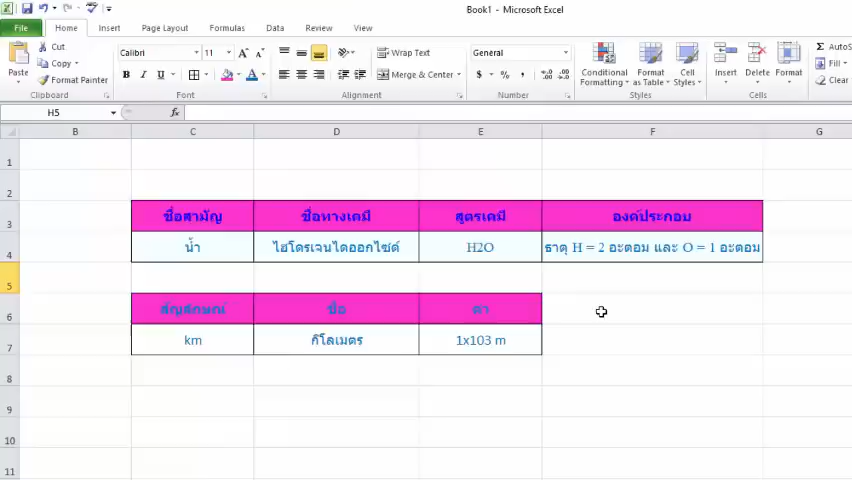 Book1 - Microsoft Excel
File Home Insert Page Layout Formulas Data Review View
Paste
Cut
Copy
Format Painter
Clipboard
Calibri 11 A A
B I U A
Font
Wrap Text
Merge & Center
Alignment
General
$ % ,
Number
Conditional Formatting
Format as Table
Cell Styles
Styles
Insert Delete Format
Cells
AutoSum
Fill
Clear
H5 fx
B C D E F G
1
2
3 ชื่อสามัญ ชื่อทางเคมี สูตรเคมี องค์ประกอบ
4 น้ำ ไฮโดรเจนไดออกไซด์ H2O ธาตุ H = 2 อะตอม และ O = 1 อะตอม
5
6 สัญลักษณ์ ชื่อ ค่า
7 km กิโลเมตร 1x103 m
8
9
10
11